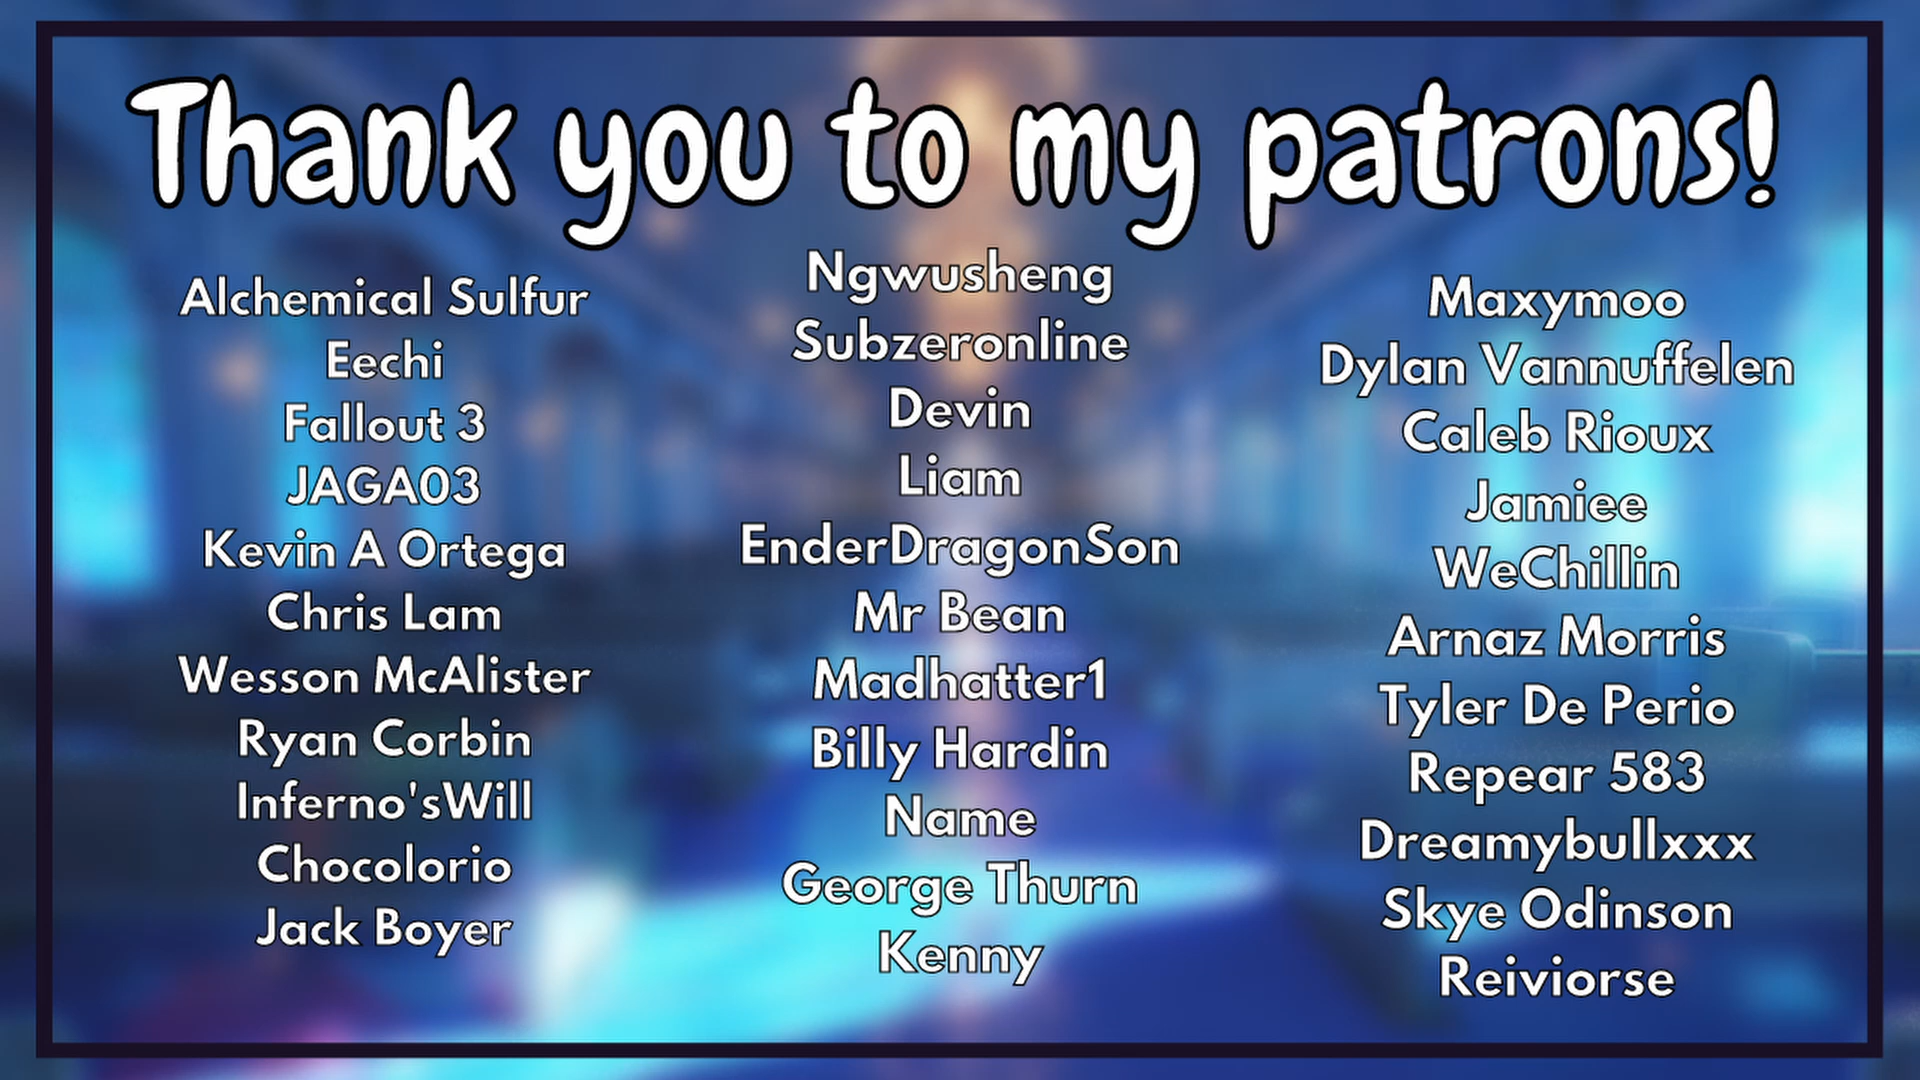 Thank you to my patrons!
Alchemical Sulfur
Eechi
Fallout 3
JAGA03
Kevin A Ortega
Chris Lam
Wesson McAlister
Ryan Corbin
Inferno'sWill
Chocolorio
Jack Boyer
Ngwusheng
Subzeronline
Devin
Liam
EnderDragonSon
Mr Bean
Madhatter1
Billy Hardin
Name
George Thurn
Kenny
Maxymoo
Dylan Vannuffelen
Caleb Rioux
Jamiee
WeChillin
Arnaz Morris
Tyler De Perio
Repear 583
Dreamybullxxx
Skye Odinson
Reiviorse